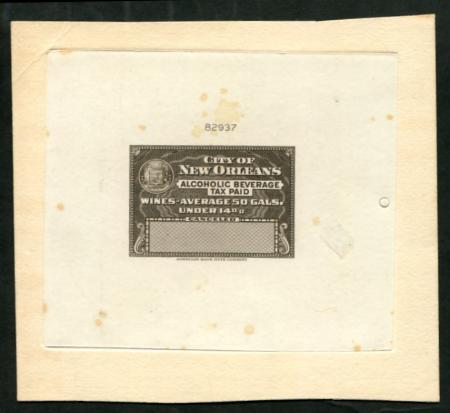 82937
CITY OF
NEW ORLEANS
ALCOHOLIC BEVERAGE
TAX PAID
WINES-AVERAGE 50 GALS.
UNDER 14%
CANCELED
AMERICAN BANK NOTE COMPANY